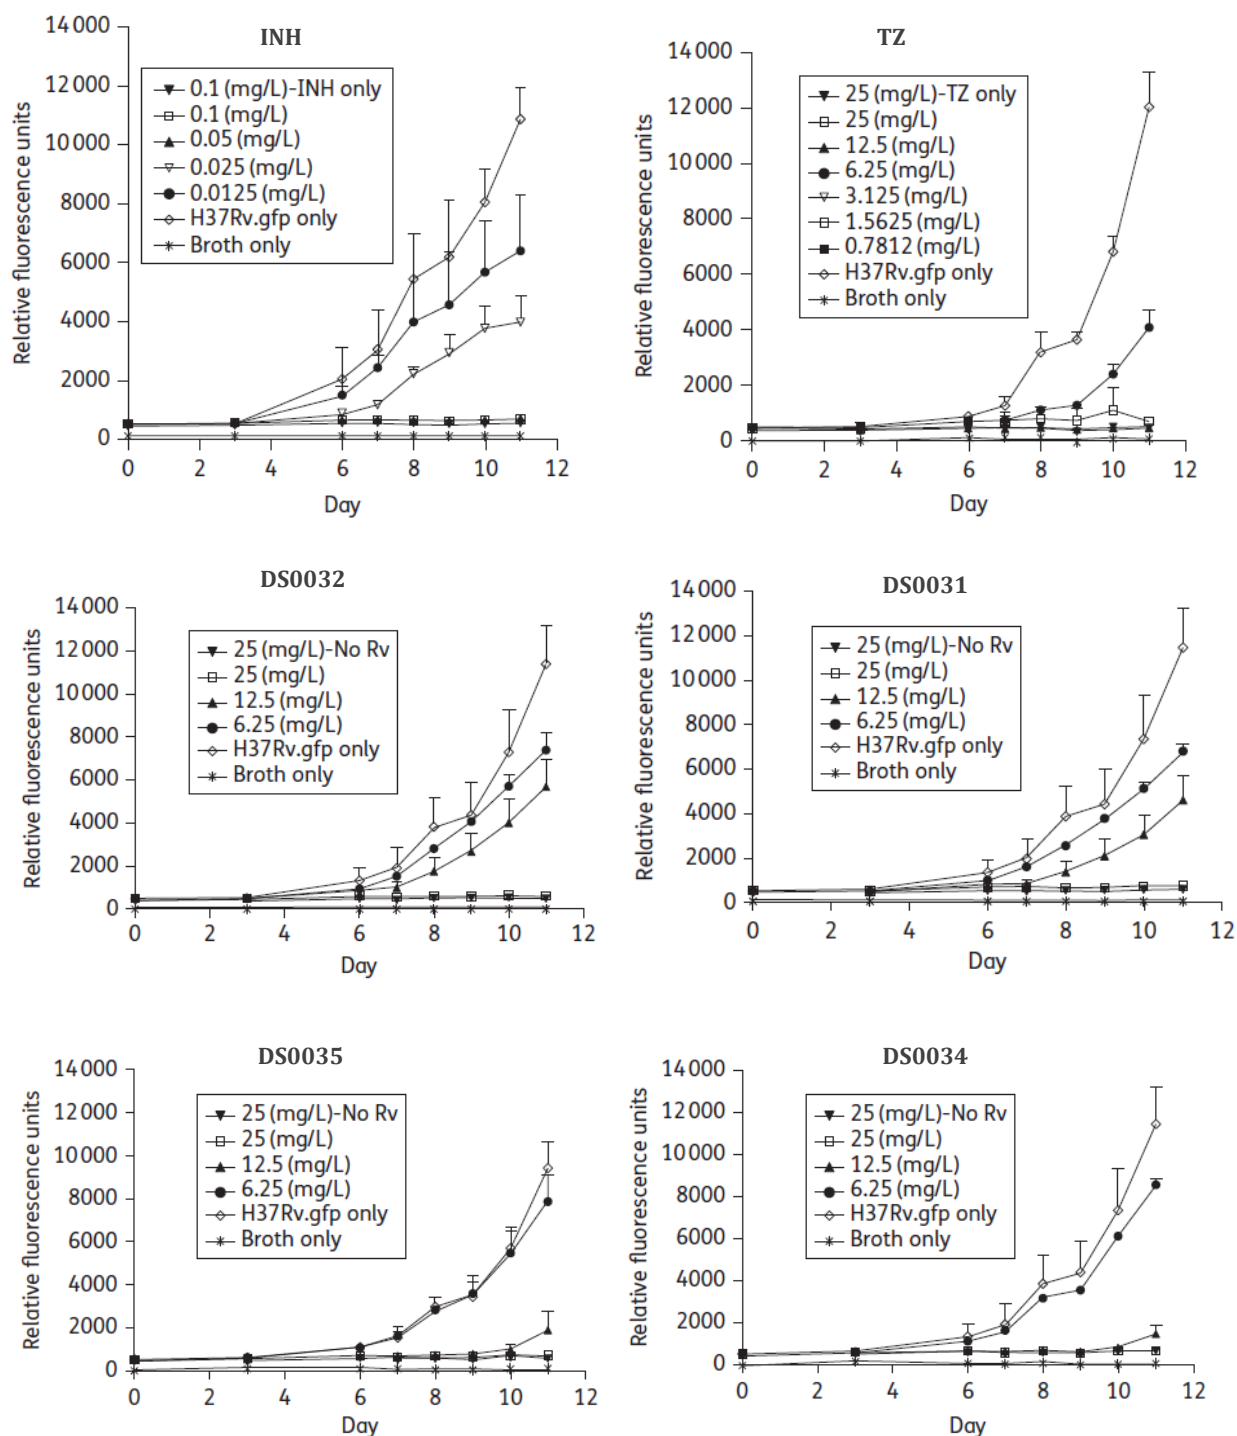 INH
14 000
12 000
10 000
8000
6000
4000
2000
0
Relative fluorescence units
0.1 (mg/L)-INH only
0.1 (mg/L)
0.05 (mg/L)
0.025 (mg/L)
0.0125 (mg/L)
H37Rv.gfp only
Broth only
0 2 4 6 8 10 12
Day
TZ
14 000
12 000
10 000
8000
6000
4000
2000
0
Relative fluorescence units
25 (mg/L)-TZ only
25 (mg/L)
12.5 (mg/L)
6.25 (mg/L)
3.125 (mg/L)
1.5625 (mg/L)
0.7812 (mg/L)
H37Rv.gfp only
Broth only
0 2 4 6 8 10 12
Day
DS0032
14 000
12 000
10 000
8000
6000
4000
2000
0
Relative fluorescence units
25 (mg/L)-No Rv
25 (mg/L)
12.5 (mg/L)
6.25 (mg/L)
H37Rv.gfp only
Broth only
0 2 4 6 8 10 12
Day
DS0031
14 000
12 000
10 000
8000
6000
4000
2000
0
Relative fluorescence units
25 (mg/L)-No Rv
25 (mg/L)
12.5 (mg/L)
6.25 (mg/L)
H37Rv.gfp only
Broth only
0 2 4 6 8 10 12
Day
DS0035
14 000
12 000
10 000
8000
6000
4000
2000
0
Relative fluorescence units
25 (mg/L)-No Rv
25 (mg/L)
12.5 (mg/L)
6.25 (mg/L)
H37Rv.gfp only
Broth only
0 2 4 6 8 10 12
Day
DS0034
14 000
12 000
10 000
8000
6000
4000
2000
0
Relative fluorescence units
25 (mg/L)-No Rv
25 (mg/L)
12.5 (mg/L)
6.25 (mg/L)
H37Rv.gfp only
Broth only
0 2 4 6 8 10 12
Day